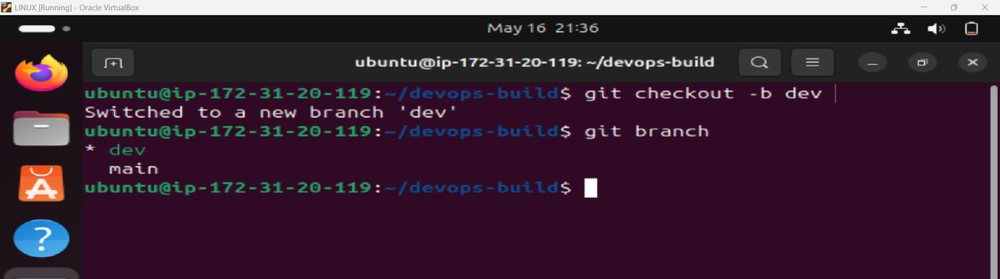 LINUX [Running] - Oracle VirtualBox
May 16 21:36
ubuntu@ip-172-31-20-119: ~/devops-build
ubuntu@ip-172-31-20-119:~/devops-build$ git checkout -b dev
Switched to a new branch 'dev'
ubuntu@ip-172-31-20-119:~/devops-build$ git branch
* dev
  main
ubuntu@ip-172-31-20-119:~/devops-build$